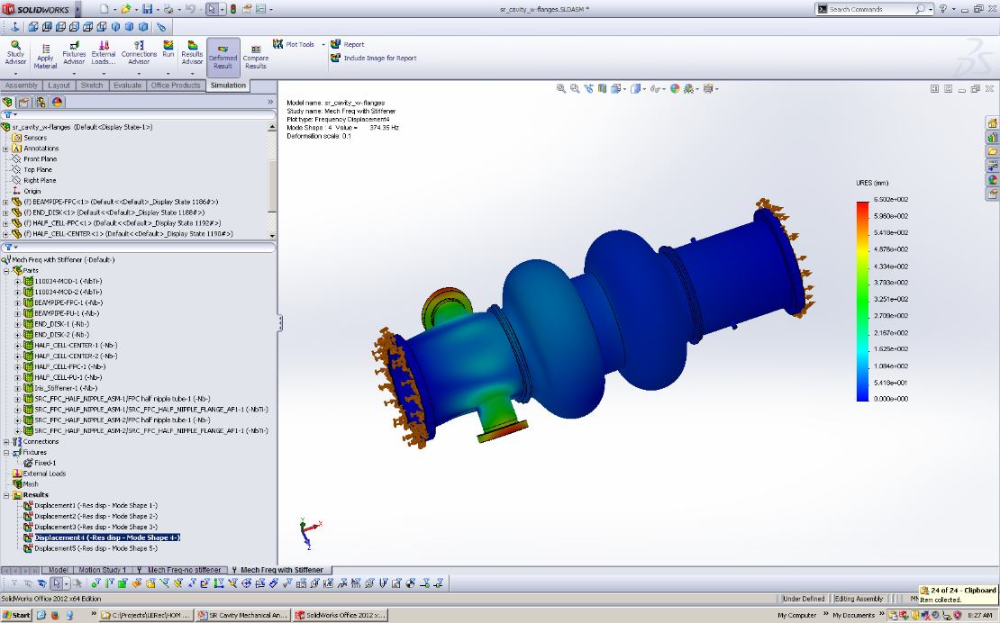 SOLIDWORKS
sr_cavity_w-flanges.SLDASM *
Search Commands
Study Advisor
Apply Material
Fixtures Advisor
External Loads...
Connections Advisor
Run
Results Advisor
Deformed Result
Compare Results
Plot Tools
Report
Include Image for Report
Assembly Layout Sketch Evaluate Office Products Simulation
sr_cavity_w-flanges (Default<Display State-1>)
Sensors
Annotations
Front Plane
Top Plane
Right Plane
Origin
(f) BEAMPIPE-FPC<1> (Default<<Default>_Display State 1186#>)
(f) END_DISK<1> (Default<<Default>_Display State 1188#>)
(f) HALF_CELL-FPC<1> (Default<<Default>_Display State 1192#>)
(f) HALF_CELL-CENTER<1> (Default<<Default>_Display State 1190#>)
Mech Freq with Stiffener (-Default-)
Parts
110034-MOD-1 (-NbTi-)
110034-MOD-2 (-NbTi-)
BEAMPIPE-FPC-1 (-Nb-)
BEAMPIPE-PU-1 (-Nb-)
END_DISK-1 (-Nb-)
END_DISK-2 (-Nb-)
HALF_CELL-CENTER-1 (-Nb-)
HALF_CELL-CENTER-2 (-Nb-)
HALF_CELL-FPC-1 (-Nb-)
HALF_CELL-PU-1 (-Nb-)
Iris_Stiffener-1 (-Nb-)
SRC_FPC_HALF_NIPPLE_ASM-1/FPC half nipple tube-1 (-Nb-)
SRC_FPC_HALF_NIPPLE_ASM-1/SRC_FPC_HALF_NIPPLE_FLANGE_AF1-1 (-NbTi-)
SRC_FPC_HALF_NIPPLE_ASM-2/FPC half nipple tube-1 (-Nb-)
SRC_FPC_HALF_NIPPLE_ASM-2/SRC_FPC_HALF_NIPPLE_FLANGE_AF1-1 (-NbTi-)
Connections
Fixtures
Fixed-1
External Loads
Mesh
Results
Displacement1 (-Res disp - Mode Shape 1-)
Displacement2 (-Res disp - Mode Shape 2-)
Displacement3 (-Res disp - Mode Shape 3-)
Displacement4 (-Res disp - Mode Shape 4-)
Displacement5 (-Res disp - Mode Shape 5-)
Model name: sr_cavity_w-flanges
Study name: Mech Freq with Stiffener
Plot type: Frequency Displacement4
Mode Shape : 4 Value = 374.35 Hz
Deformation scale: 0.1
URES (mm)
6.502e+002
5.960e+002
5.418e+002
4.876e+002
4.334e+002
3.793e+002
3.251e+002
2.709e+002
2.167e+002
1.625e+002
1.084e+002
5.418e+001
0.000e+000
Y
X
Z
Model Motion Study 1 Mech Freq-no stiffener Mech Freq with Stiffener
SolidWorks Office 2012 x64 Edition
Under Defined
Editing Assembly
24 of 24 - Clipboard
Item collected.
Start
C:\Projects\LERec\HOM ...
SR Cavity Mechanical An...
SolidWorks Office 2012 x...
My Computer
My Documents
8:27 AM